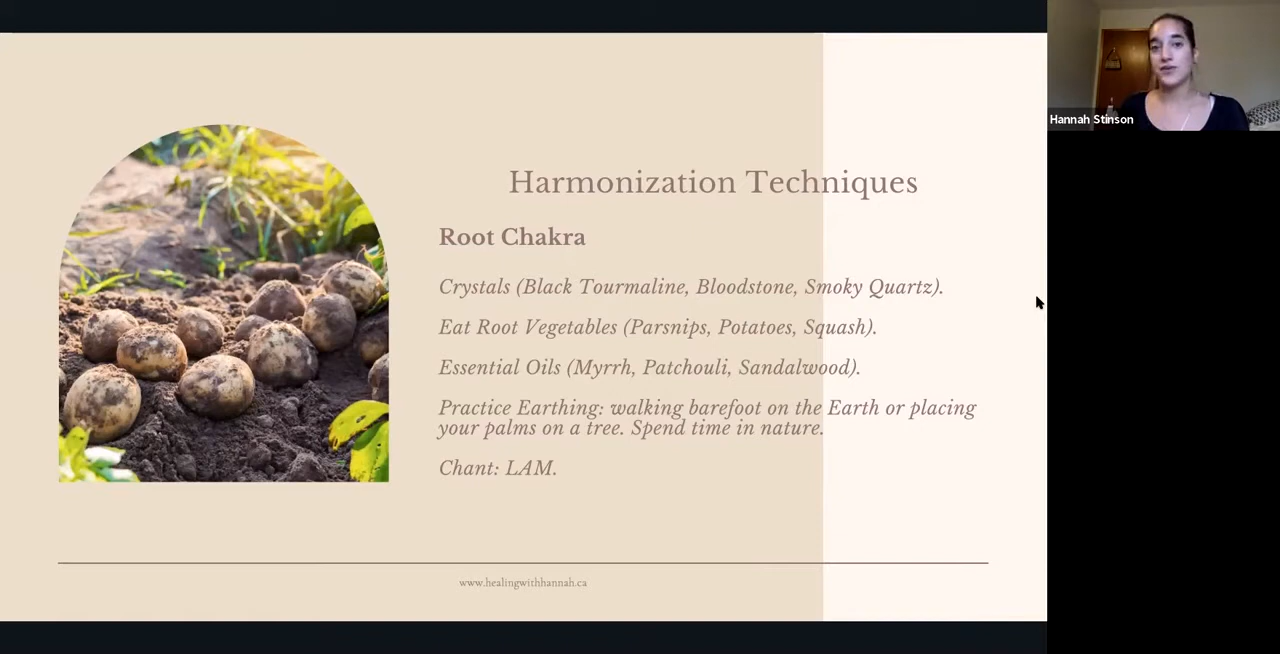 Harmonization Techniques
Root Chakra
Crystals (Black Tourmaline, Bloodstone, Smoky Quartz).
Eat Root Vegetables (Parsnips, Potatoes, Squash).
Essential Oils (Myrrh, Patchouli, Sandalwood).
Practice Earthing: walking barefoot on the Earth or placing
your palms on a tree. Spend time in nature.
Chant: LAM.
www.healingwithhannah.ca
Hannah Stinson